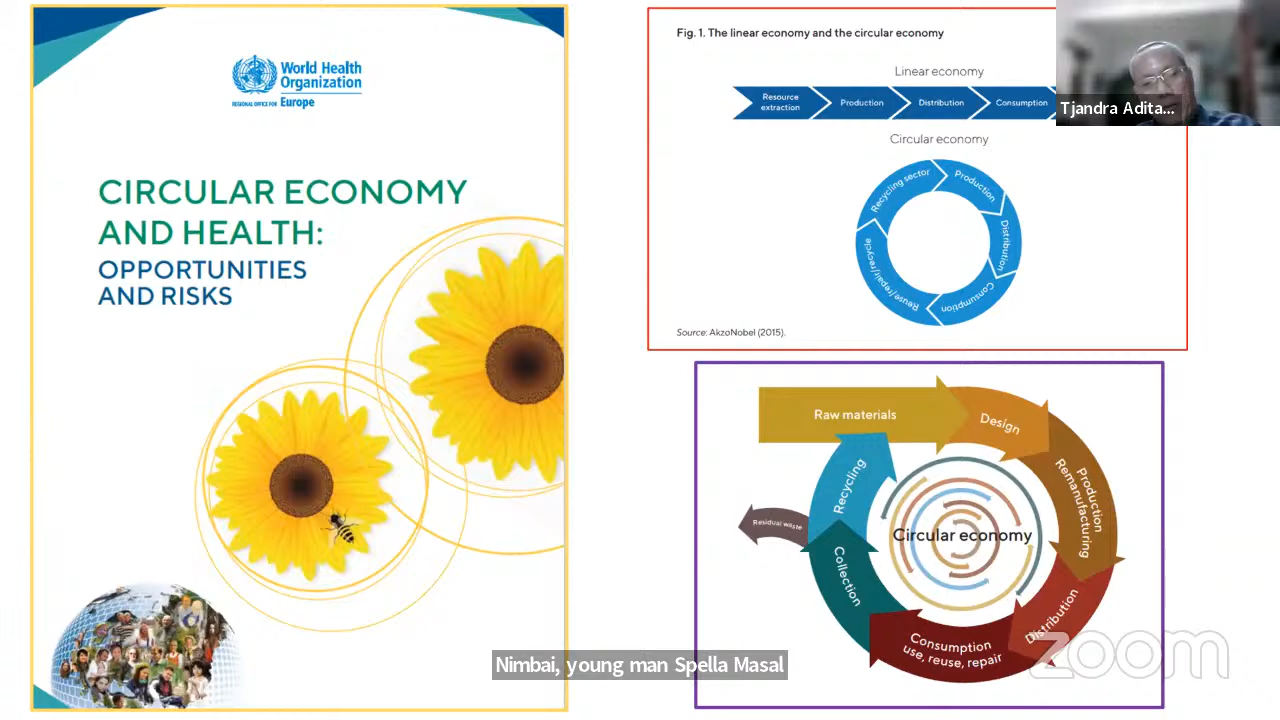 World Health
Organization
REGIONAL OFFICE FOR Europe
CIRCULAR ECONOMY
AND HEALTH:
OPPORTUNITIES
AND RISKS
Fig. 1. The linear economy and the circular economy
Linear economy
Resource
extraction
Production
Distribution
Consumption
Tjandra Adita...
Circular economy
Recycling sector
Production
Distribution
Consumption
Reuse/repair/recycle
Source: AkzoNobel (2015).
Raw materials
Design
Production
Remanufacturing
Distribution
Consumption
use, reuse, repair
Collection
Recycling
Residual waste
Circular economy
Nimbai, young man Spella Masal
zoom